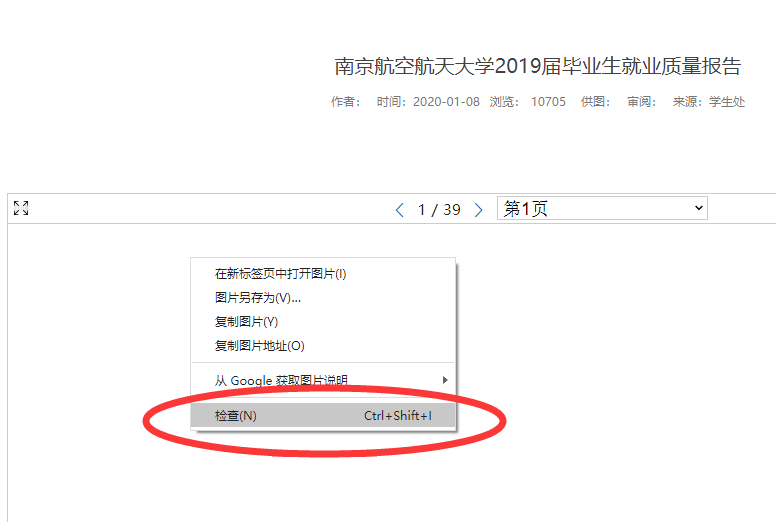 南京航空航天大学2019届毕业生就业质量报告
作者： 时间：2020-01-08 浏览： 10705 供图： 审阅： 来源：学生处
1 / 39 第1页
在新标签页中打开图片(I)
图片另存为(V)...
复制图片(Y)
复制图片地址(O)
从 Google 获取图片说明
检查(N) Ctrl+Shift+I